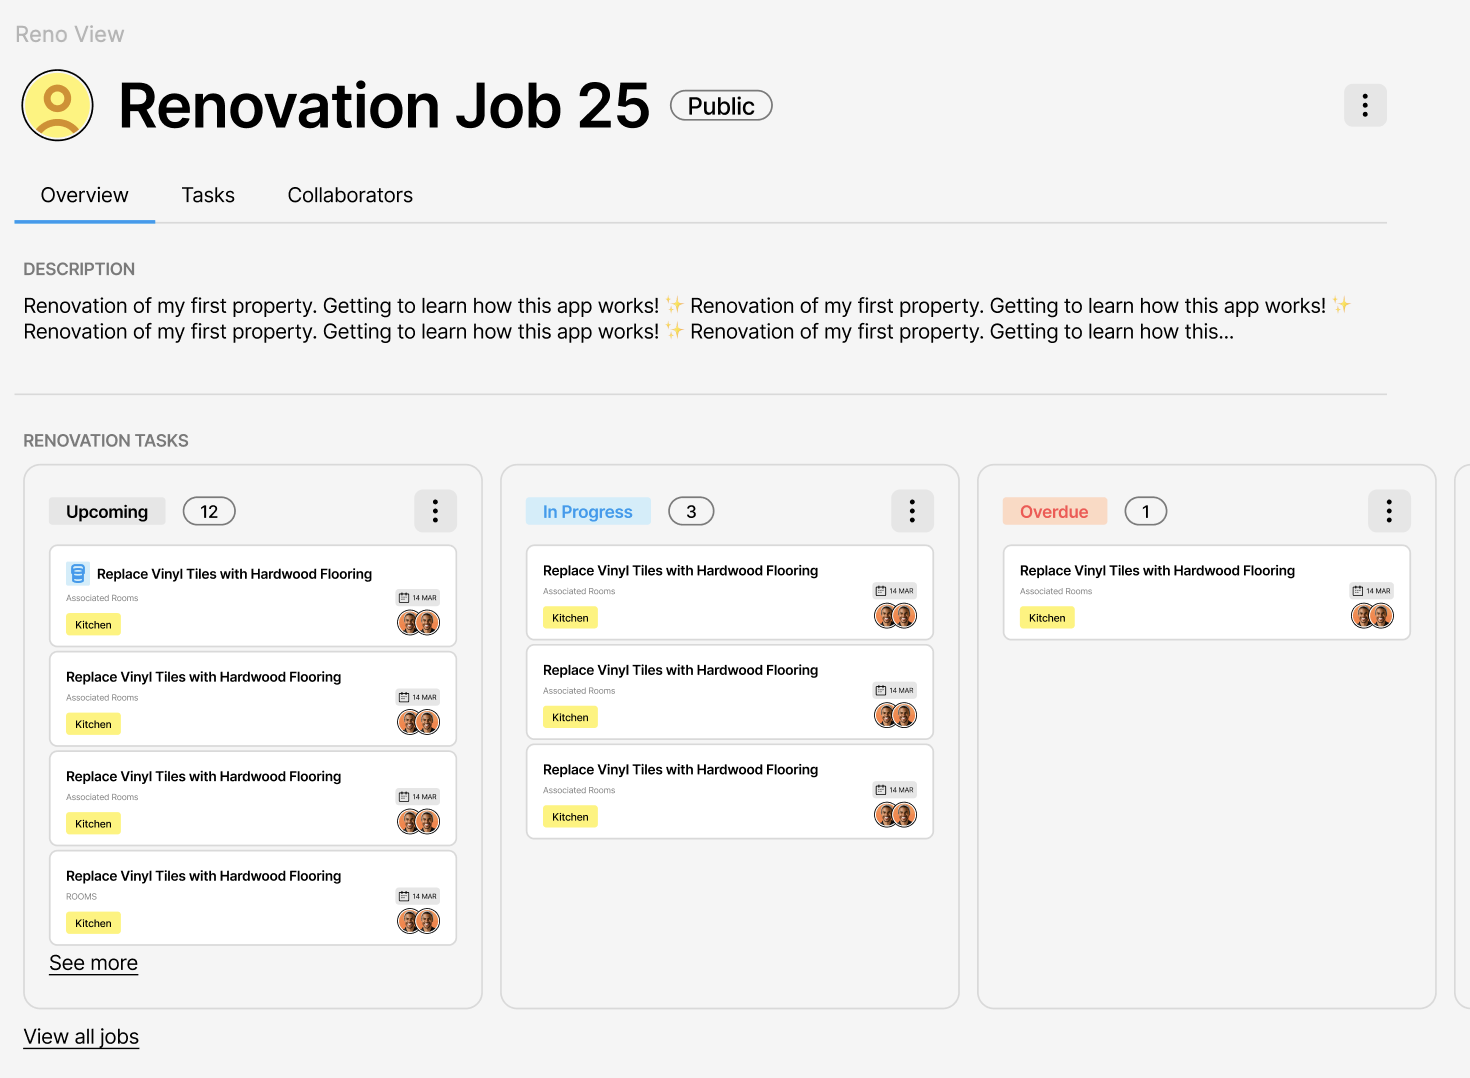 Reno View
Renovation Job 25 Public
Overview Tasks Collaborators
DESCRIPTION
Renovation of my first property. Getting to learn how this app works! ✨ Renovation of my first property. Getting to learn how this app works! ✨
Renovation of my first property. Getting to learn how this app works! ✨ Renovation of my first property. Getting to learn how this...
RENOVATION TASKS
Upcoming 12
Replace Vinyl Tiles with Hardwood Flooring
Associated Rooms
14 MAR
Kitchen
Replace Vinyl Tiles with Hardwood Flooring
Associated Rooms
14 MAR
Kitchen
Replace Vinyl Tiles with Hardwood Flooring
Associated Rooms
14 MAR
Kitchen
Replace Vinyl Tiles with Hardwood Flooring
ROOMS
14 MAR
Kitchen
See more
In Progress 3
Replace Vinyl Tiles with Hardwood Flooring
Associated Rooms
14 MAR
Kitchen
Replace Vinyl Tiles with Hardwood Flooring
Associated Rooms
14 MAR
Kitchen
Replace Vinyl Tiles with Hardwood Flooring
Associated Rooms
14 MAR
Kitchen
Overdue 1
Replace Vinyl Tiles with Hardwood Flooring
Associated Rooms
14 MAR
Kitchen
View all jobs